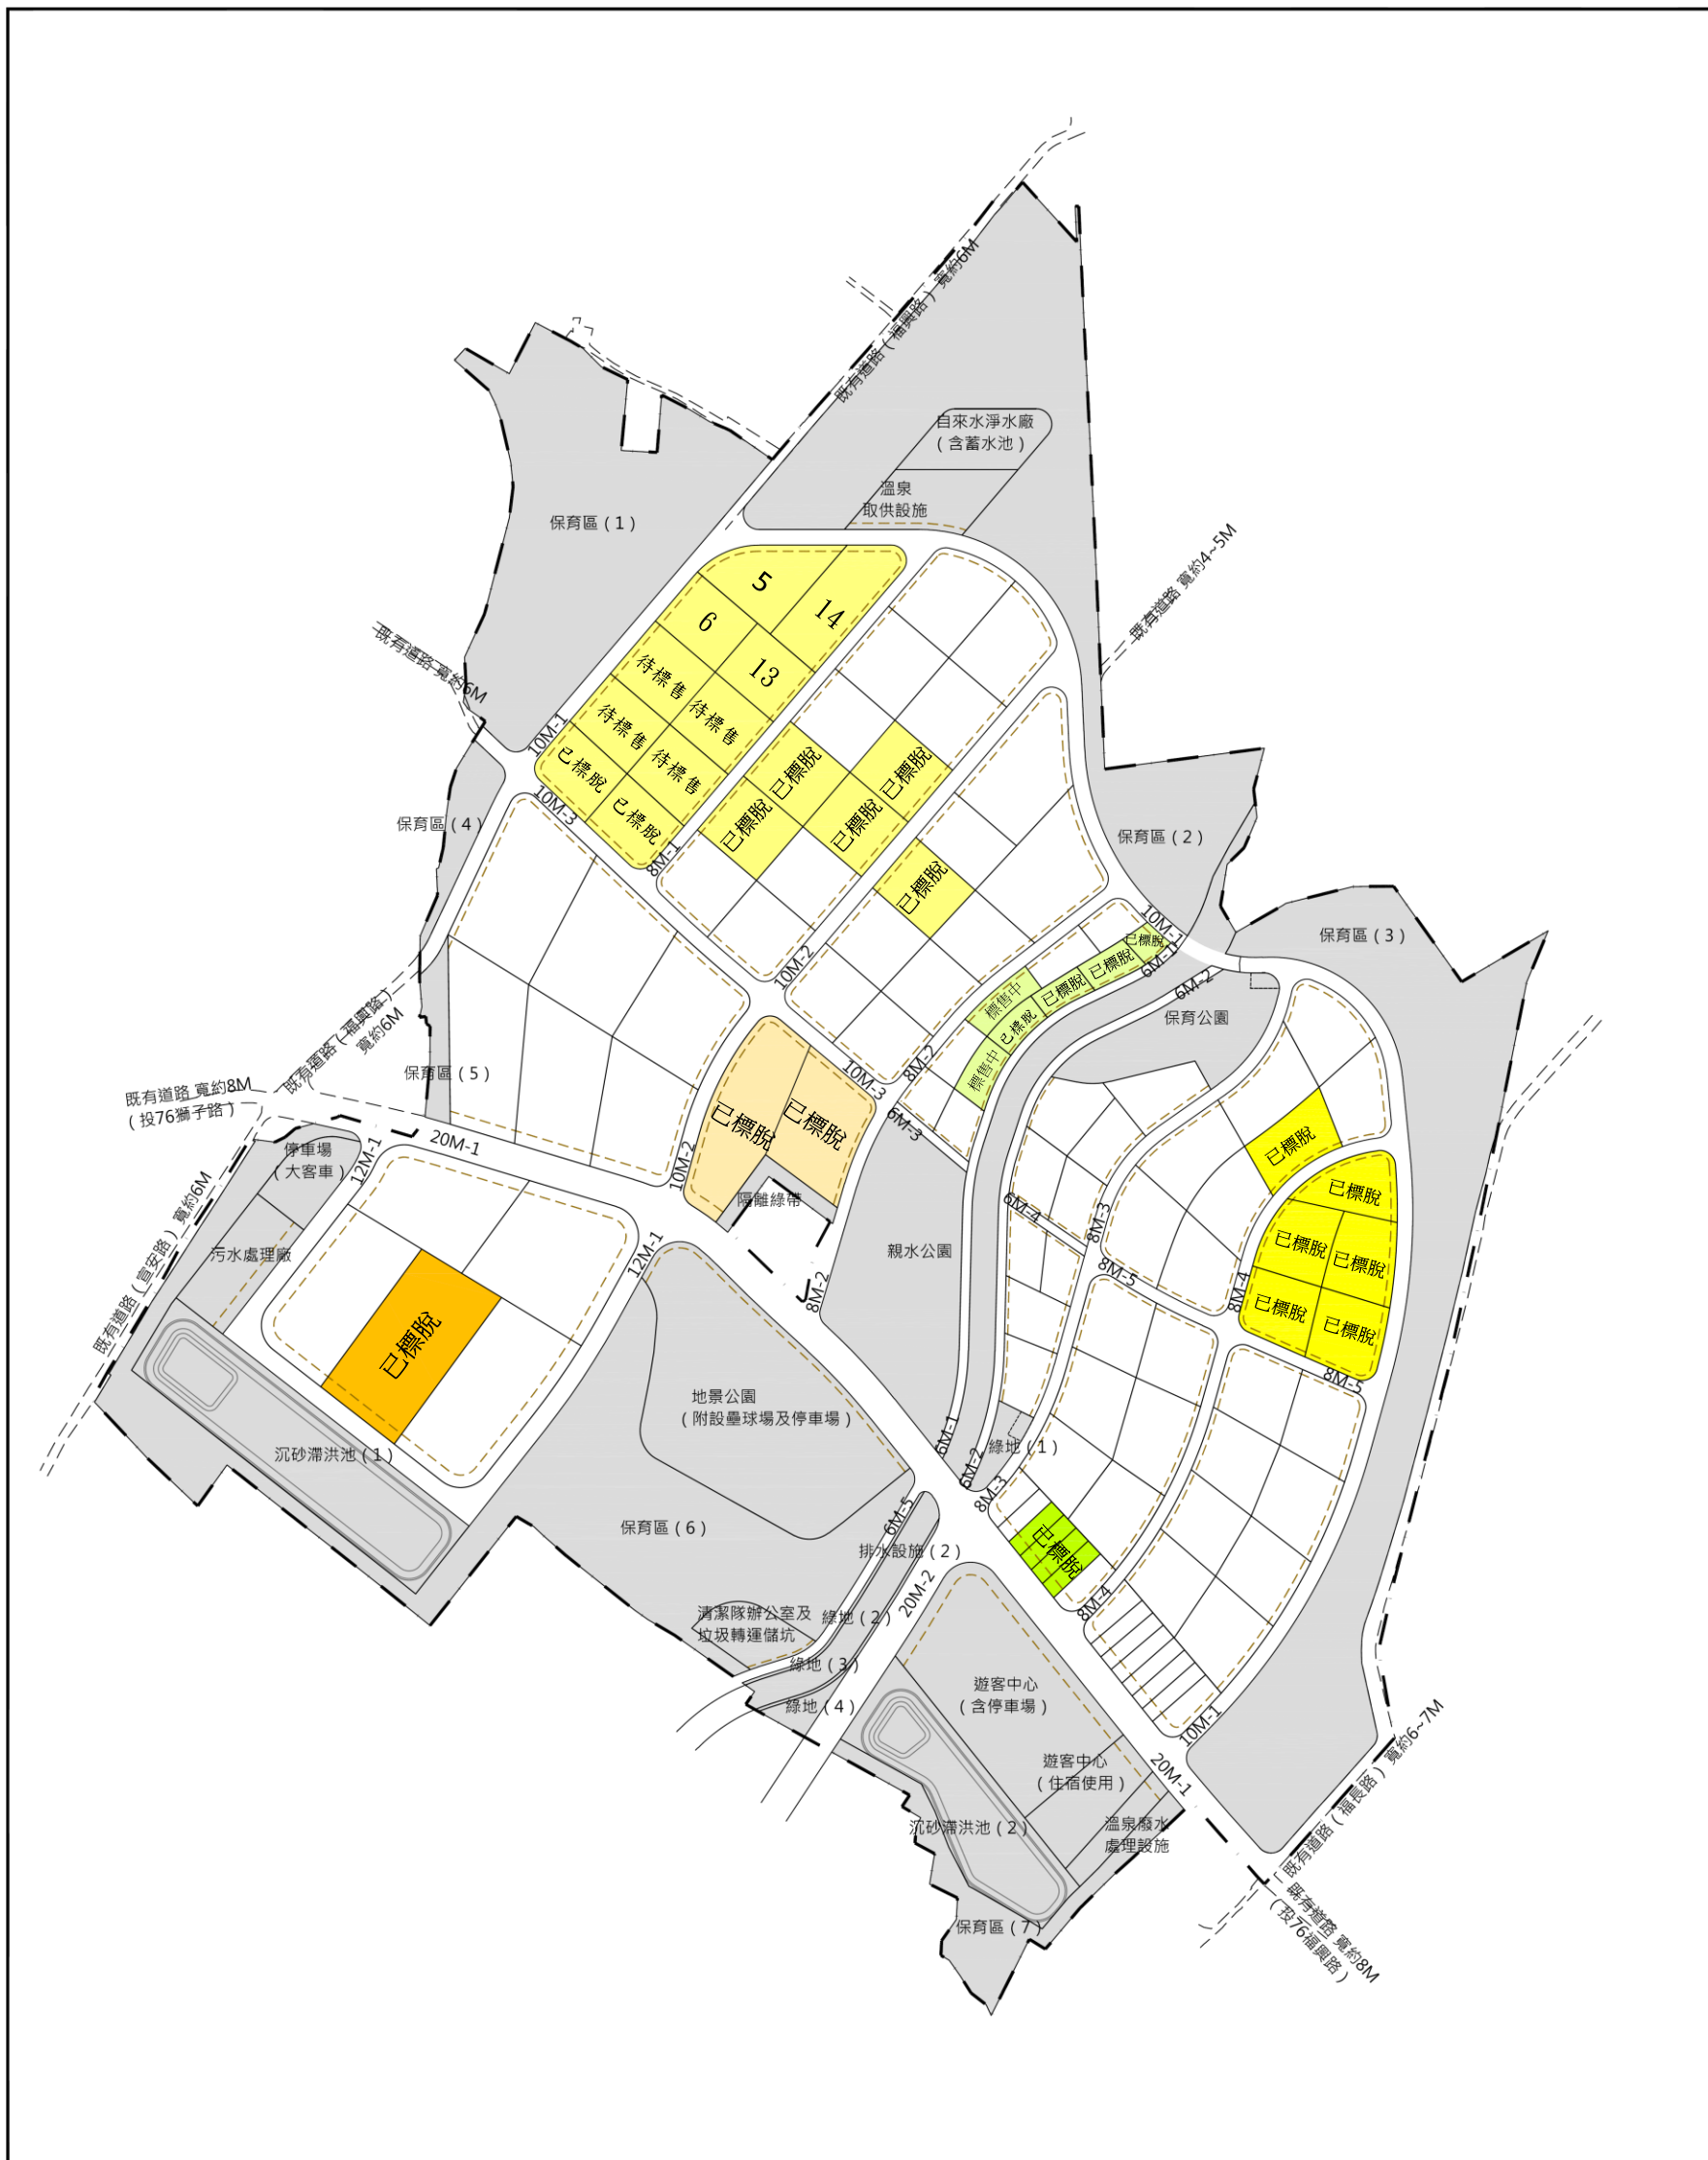 既有道路(福興路)寬約6M
自來水淨水廠
(含蓄水池)
溫泉
取供設施
保育區(1)
既有道路 寬約4~5M
5
14
6
13
待標售
待標售
待標售
待標售
已標脫
已標脫
既有道路 寬約6M
10M-1
10M-3
8M-1
已標脫
已標脫
已標脫
已標脫
已標脫
保育區(4)
保育區(2)
保育區(3)
10M-1
10M-2
已標脫
已標脫
已標脫
已標脫
標售中
標售中
6M-1
6M-2
保育公園
既有道路(福興路)
寬約6M
保育區(5)
既有道路 寬約8M
(投76獅子路)
20M-1
10M-3
8M-2
6M-3
已標脫
已標脫
10M-2
隔離綠帶
停車場
(大客車)
12M-1
既有道路(宣安路)寬約6M
污水處理廠
12M-1
親水公園
6M-4
8M-3
8M-5
8M-4
已標脫
已標脫
已標脫
已標脫
已標脫
已標脫
8M-5
8M-2
已標脫
地景公園
(附設壘球場及停車場)
沉砂滯洪池(1)
6M-1
6M-2
綠地(1)
8M-3
保育區(6)
6M-5
排水設施(2)
已標脫
8M-4
20M-2
清潔隊辦公室及
垃圾轉運儲坑
綠地(2)
綠地(3)
綠地(4)
遊客中心
(含停車場)
10M-1
遊客中心
(住宿使用)
20M-1
沉砂滯洪池(2)
溫泉廢水
處理設施
既有道路(福長路)寬約6~7M
既有道路 寬約8M
(投76福興路)
保育區(7)